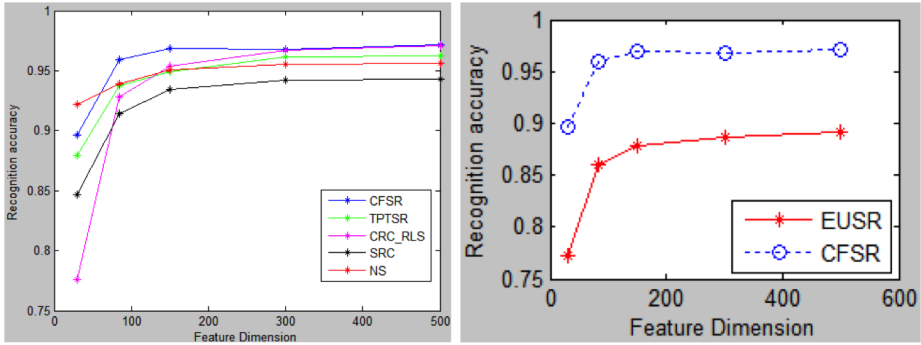 1
0.95
0.9
0.85
0.8
0.75
0
100
200
300
400
500
Recognition accuracy
Feature Dimension
CFSR
TPTSR
CRC_RLS
SRC
NS
1
0.95
0.9
0.85
0.8
0.75
0
200
400
600
Recognition accuracy
Feature Dimension
EUSR
CFSR